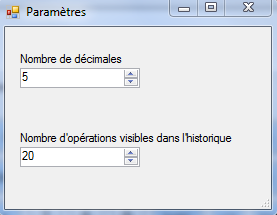 Paramètres
Nombre de décimales
5
Nombre d'opérations visibles dans l'historique
20